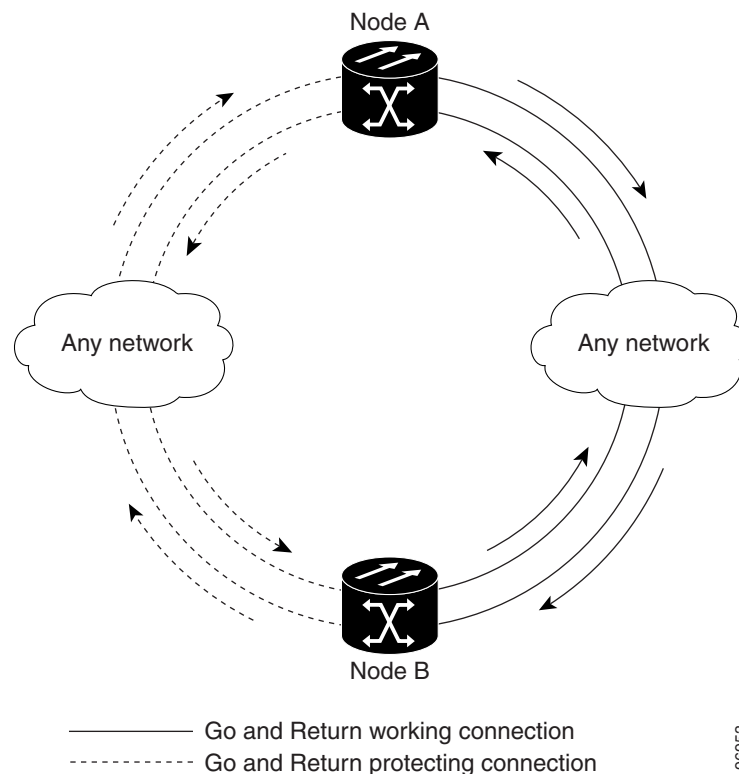 Node A
Any network
Any network
Node B
Go and Return working connection
Go and Return protecting connection